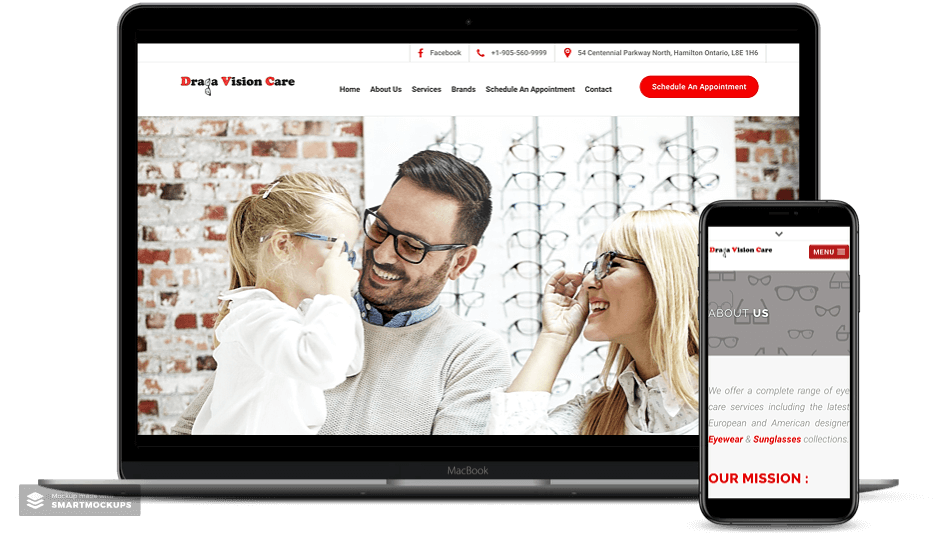 Facebook
+1-905-560-9999
54 Centennial Parkway North, Hamilton Ontario, L8E 1H6
Draga Vision Care
Home About Us Services Brands Schedule An Appointment Contact
Schedule An Appointment
MacBook
Draga Vision Care
MENU
ABOUT US
We offer a complete range of eye
care services including the latest
European and American designer
Eyewear & Sunglasses collections.
OUR MISSION :
Mockup made with
SMARTMOCKUPS